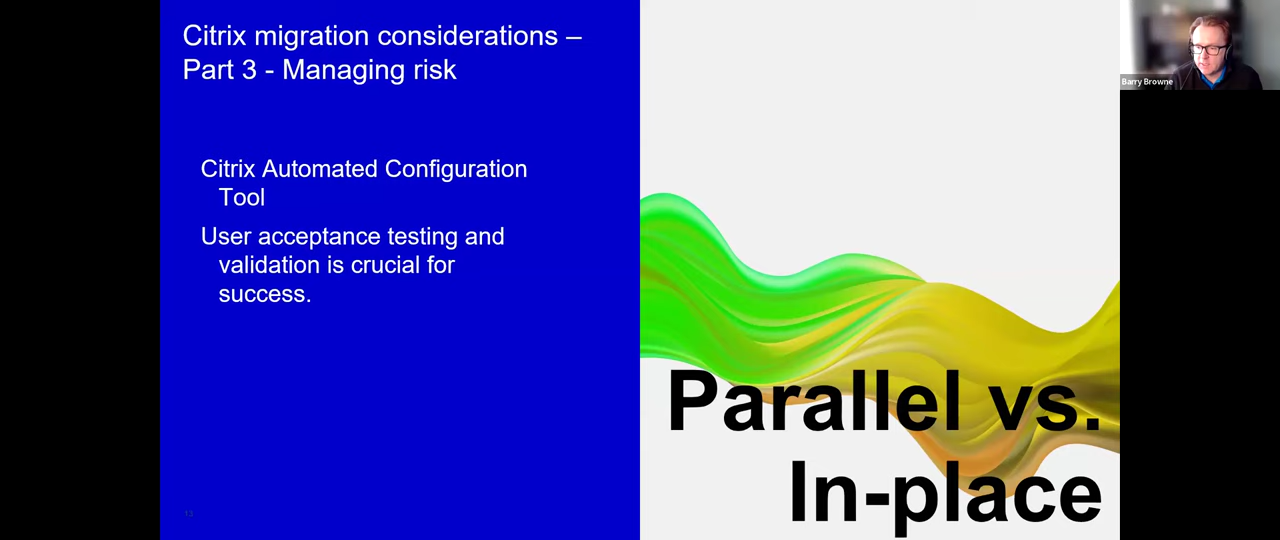 Citrix migration considerations –
Part 3 - Managing risk
Citrix Automated Configuration
Tool
User acceptance testing and
validation is crucial for
success.
Parallel vs.
In-place
13
Barry Browne